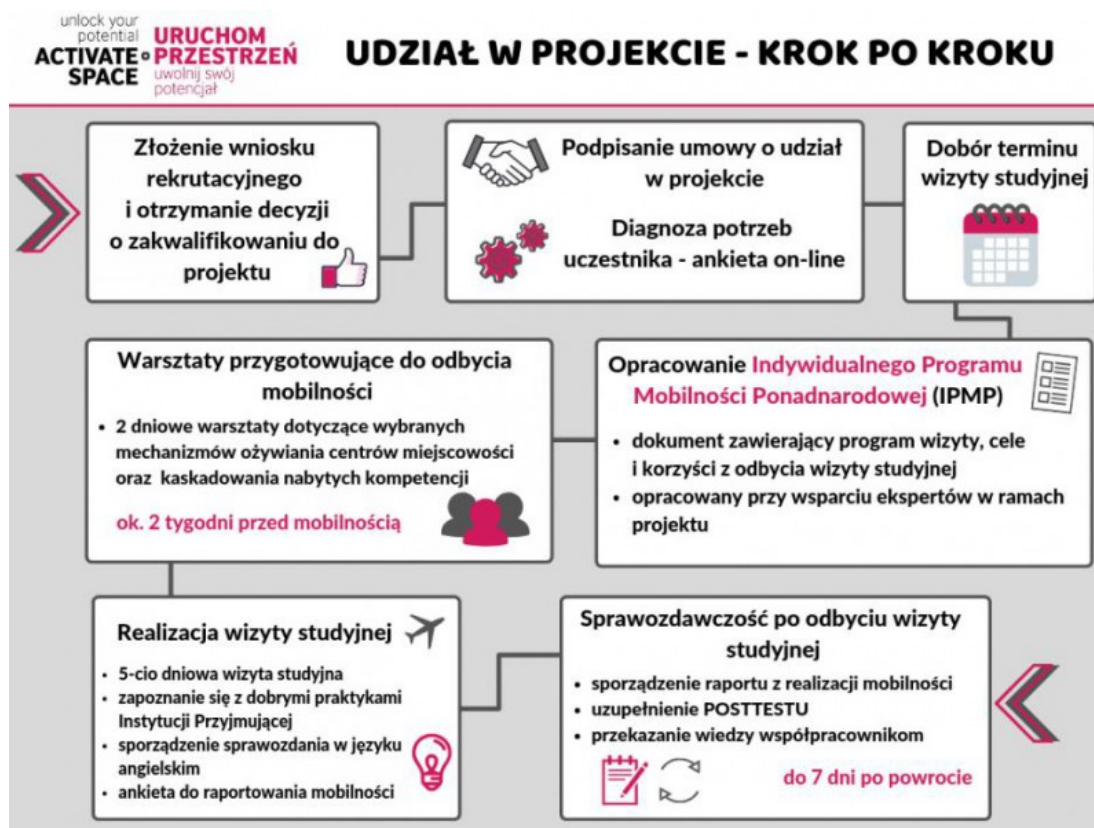 unlock your
potential
ACTIVATE
SPACE
URUCHOM
PRZESTRZEŃ
uwolnij swój
potencjał
UDZIAŁ W PROJEKCIE - KROK PO KROKU
Złożenie wniosku
rekrutacyjnego
i otrzymanie decyzji
o zakwalifikowaniu do
projektu
Podpisanie umowy o udział
w projekcie
Diagnoza potrzeb
uczestnika - ankieta on-line
Dobór terminu
wizyty studyjnej
Opracowanie Indywidualnego Programu
Mobilności Ponadnarodowej (IPMP)
• dokument zawierający program wizyty, cele
i korzyści z odbycia wizyty studyjnej
• opracowany przy wsparciu ekspertów w ramach
projektu
Warsztaty przygotowujące do odbycia
mobilności
• 2 dniowe warsztaty dotyczące wybranych
mechanizmów ożywiania centrów miejscowości
oraz kaskadowania nabytych kompetencji
ok. 2 tygodni przed mobilnością
Realizacja wizyty studyjnej
• 5-cio dniowa wizyta studyjna
• zapoznanie się z dobrymi praktykami
Instytucji Przyjmującej
• sporządzenie sprawozdania w języku
angielskim
• ankieta do raportowania mobilności
Sprawozdawczość po odbyciu wizyty
studyjnej
• sporządzenie raportu z realizacji mobilności
• uzupełnienie POSTTESTU
• przekazanie wiedzy współpracownikom
do 7 dni po powrocie